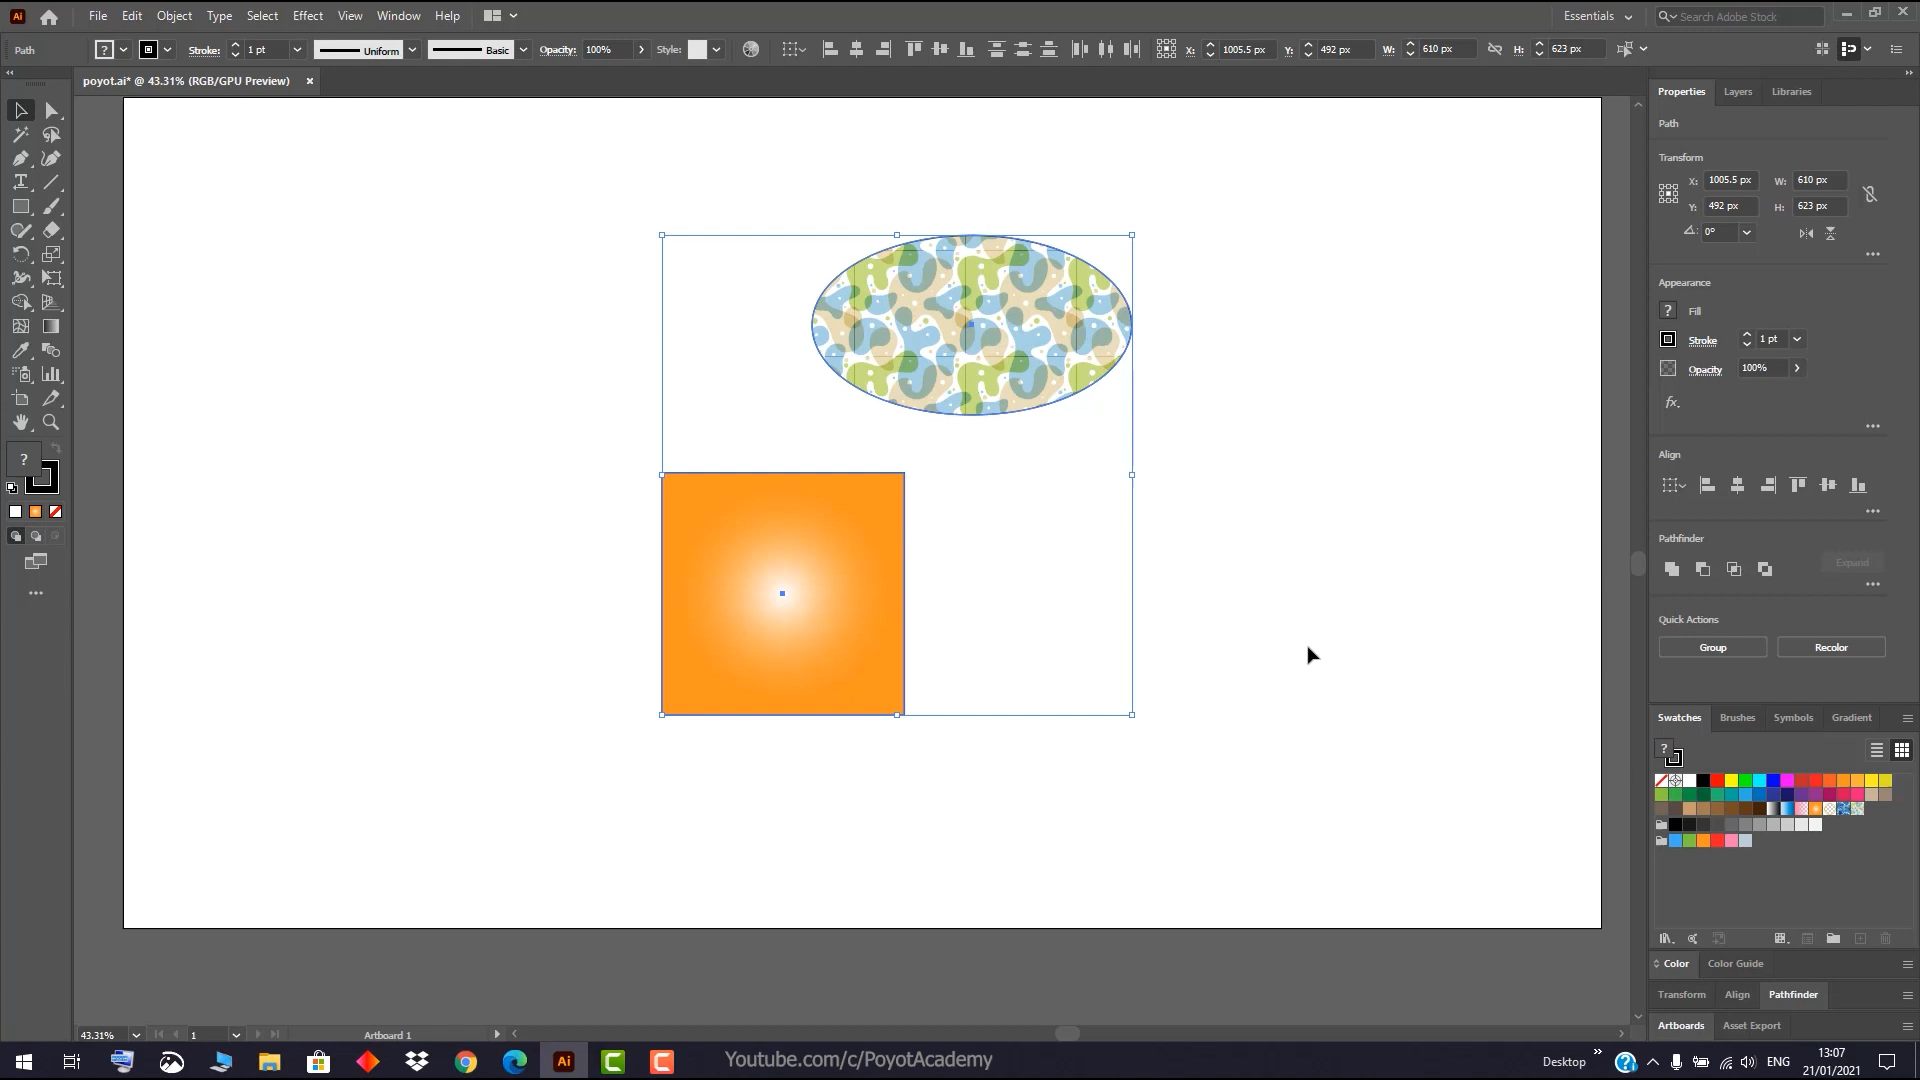 Ai File Edit Object Type Select Effect View Window Help Essentials Search Adobe Stock
Path ? Stroke: 1 pt Uniform Basic Opacity: 100% Style: X: 1005.5 px Y: 492 px W: 610 px H: 623 px
poyot.ai* @ 43.31% (RGB/GPU Preview)
Properties Layers Libraries
Path
Transform
X: 1005.5 px W: 610 px
Y: 492 px H: 623 px
0°
Appearance
? Fill
Stroke 1 pt
Opacity 100%
fx.
Align
Pathfinder
Expand
Quick Actions
Group Recolor
Swatches Brushes Symbols Gradient
?
?
Color Color Guide
Transform Align Pathfinder
Artboards Asset Export
43.31% 1 Artboard 1
Youtube.com/c/PoyotAcademy
Ai
Desktop ENG
13:07
21/01/2021